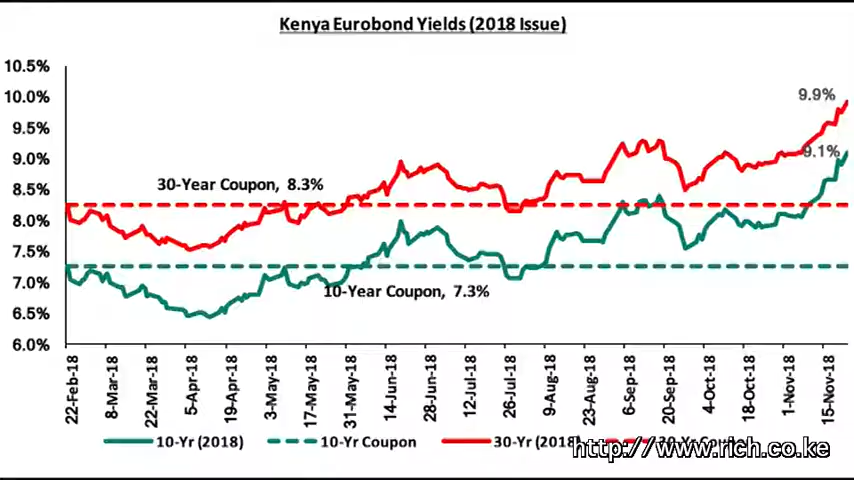 Kenya Eurobond Yields (2018 Issue)
10.5%
10.0%
9.5%
9.0%
8.5%
8.0%
7.5%
7.0%
6.5%
6.0%
9.9%
9.1%
30-Year Coupon, 8.3%
10-Year Coupon, 7.3%
22-Feb-18
8-Mar-18
22-Mar-18
5-Apr-18
19-Apr-18
3-May-18
17-May-18
31-May-18
14-Jun-18
28-Jun-18
12-Jul-18
26-Jul-18
9-Aug-18
23-Aug-18
6-Sep-18
20-Sep-18
4-Oct-18
18-Oct-18
1-Nov-18
15-Nov-18
10-Yr (2018)
10-Yr Coupon
30-Yr (2018)
http://www.rich.co.ke